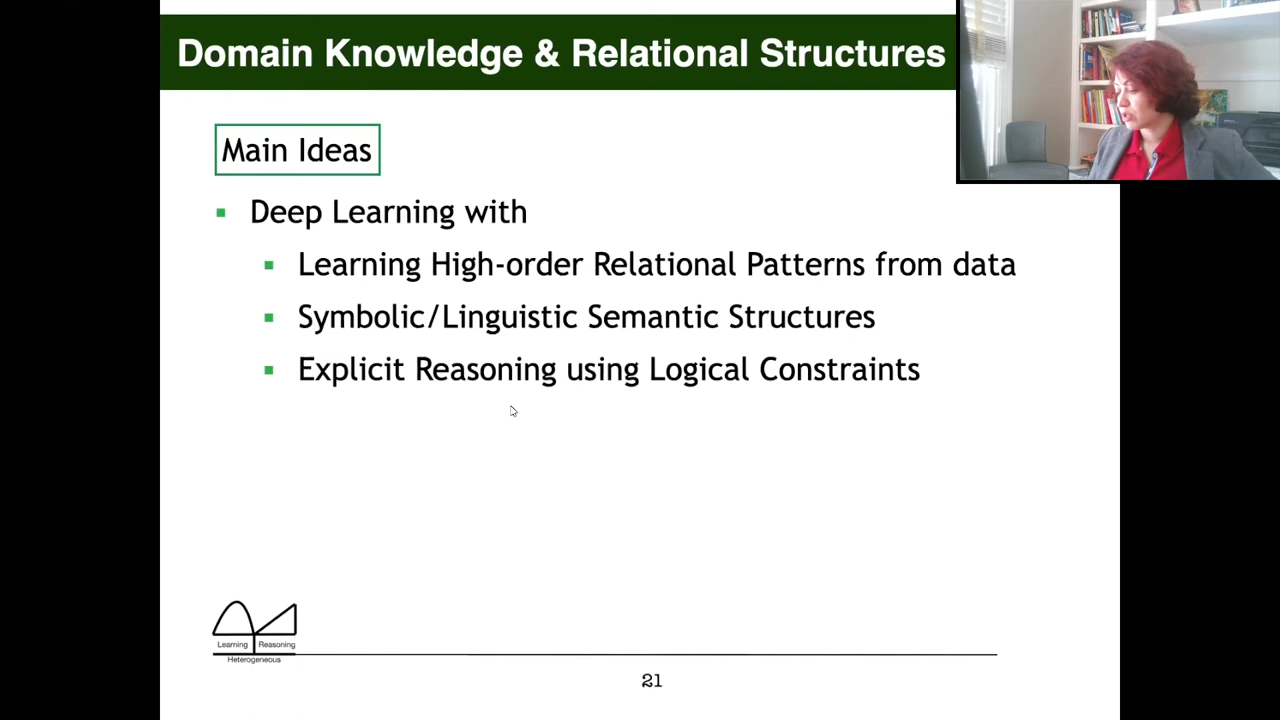 Domain Knowledge & Relational Structures
Main Ideas
Deep Learning with
Learning High-order Relational Patterns from data
Symbolic/Linguistic Semantic Structures
Explicit Reasoning using Logical Constraints
Learning Reasoning
Heterogeneous
21